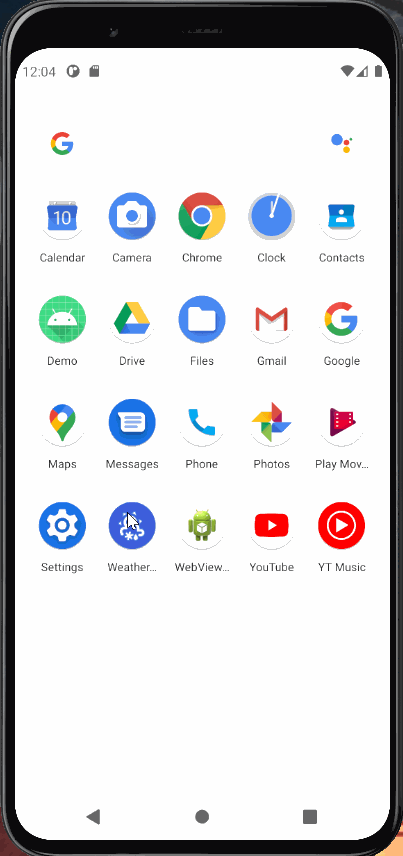 12:04
G
10
Calendar Camera Chrome Clock Contacts
Demo Drive Files Gmail Google
Maps Messages Phone Photos Play Mov...
Settings Weather... WebView... YouTube YT Music